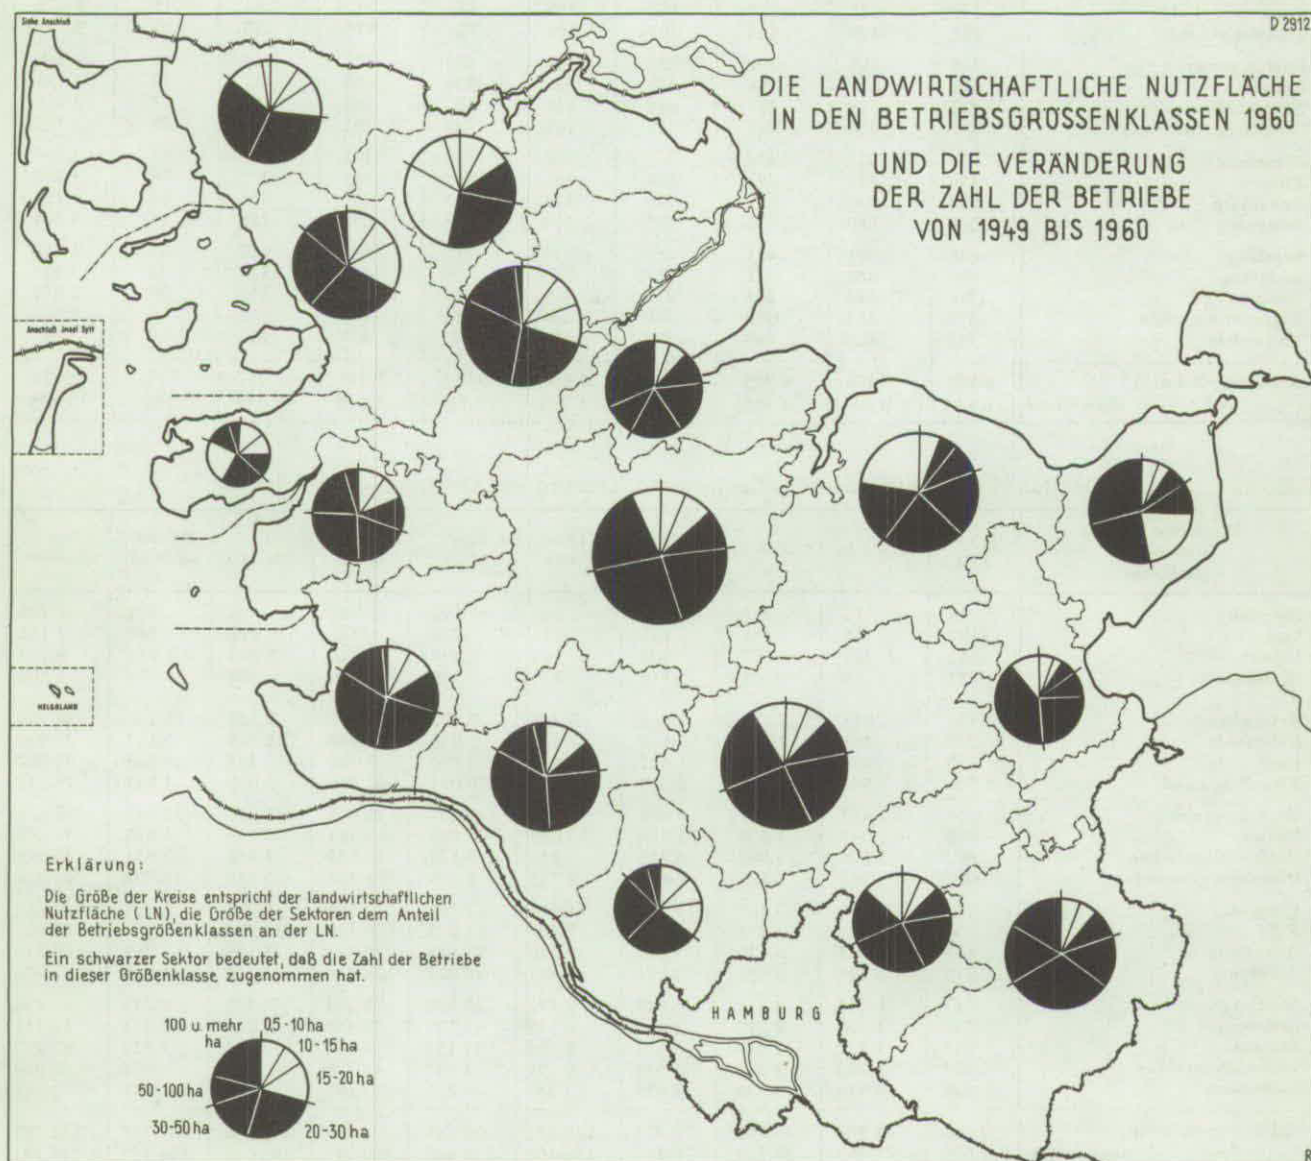 Siehe Anschluß
D 2912
DIE LANDWIRTSCHAFTLICHE NUTZFLÄCHE
IN DEN BETRIEBSGRÖSSENKLASSEN 1960
UND DIE VERÄNDERUNG
DER ZAHL DER BETRIEBE
VON 1949 BIS 1960
Anschluß Insel Sylt
HELGOLAND
Erklärung:
Die Größe der Kreise entspricht der landwirtschaftlichen
Nutzfläche (LN), die Größe der Sektoren dem Anteil
der Betriebsgrößenklassen an der LN.
Ein schwarzer Sektor bedeutet, daß die Zahl der Betriebe
in dieser Größenklasse zugenommen hat.
HAMBURG
100 u. mehr
ha
0,5-10 ha
10-15 ha
15-20 ha
20-30 ha
30-50 ha
50-100 ha